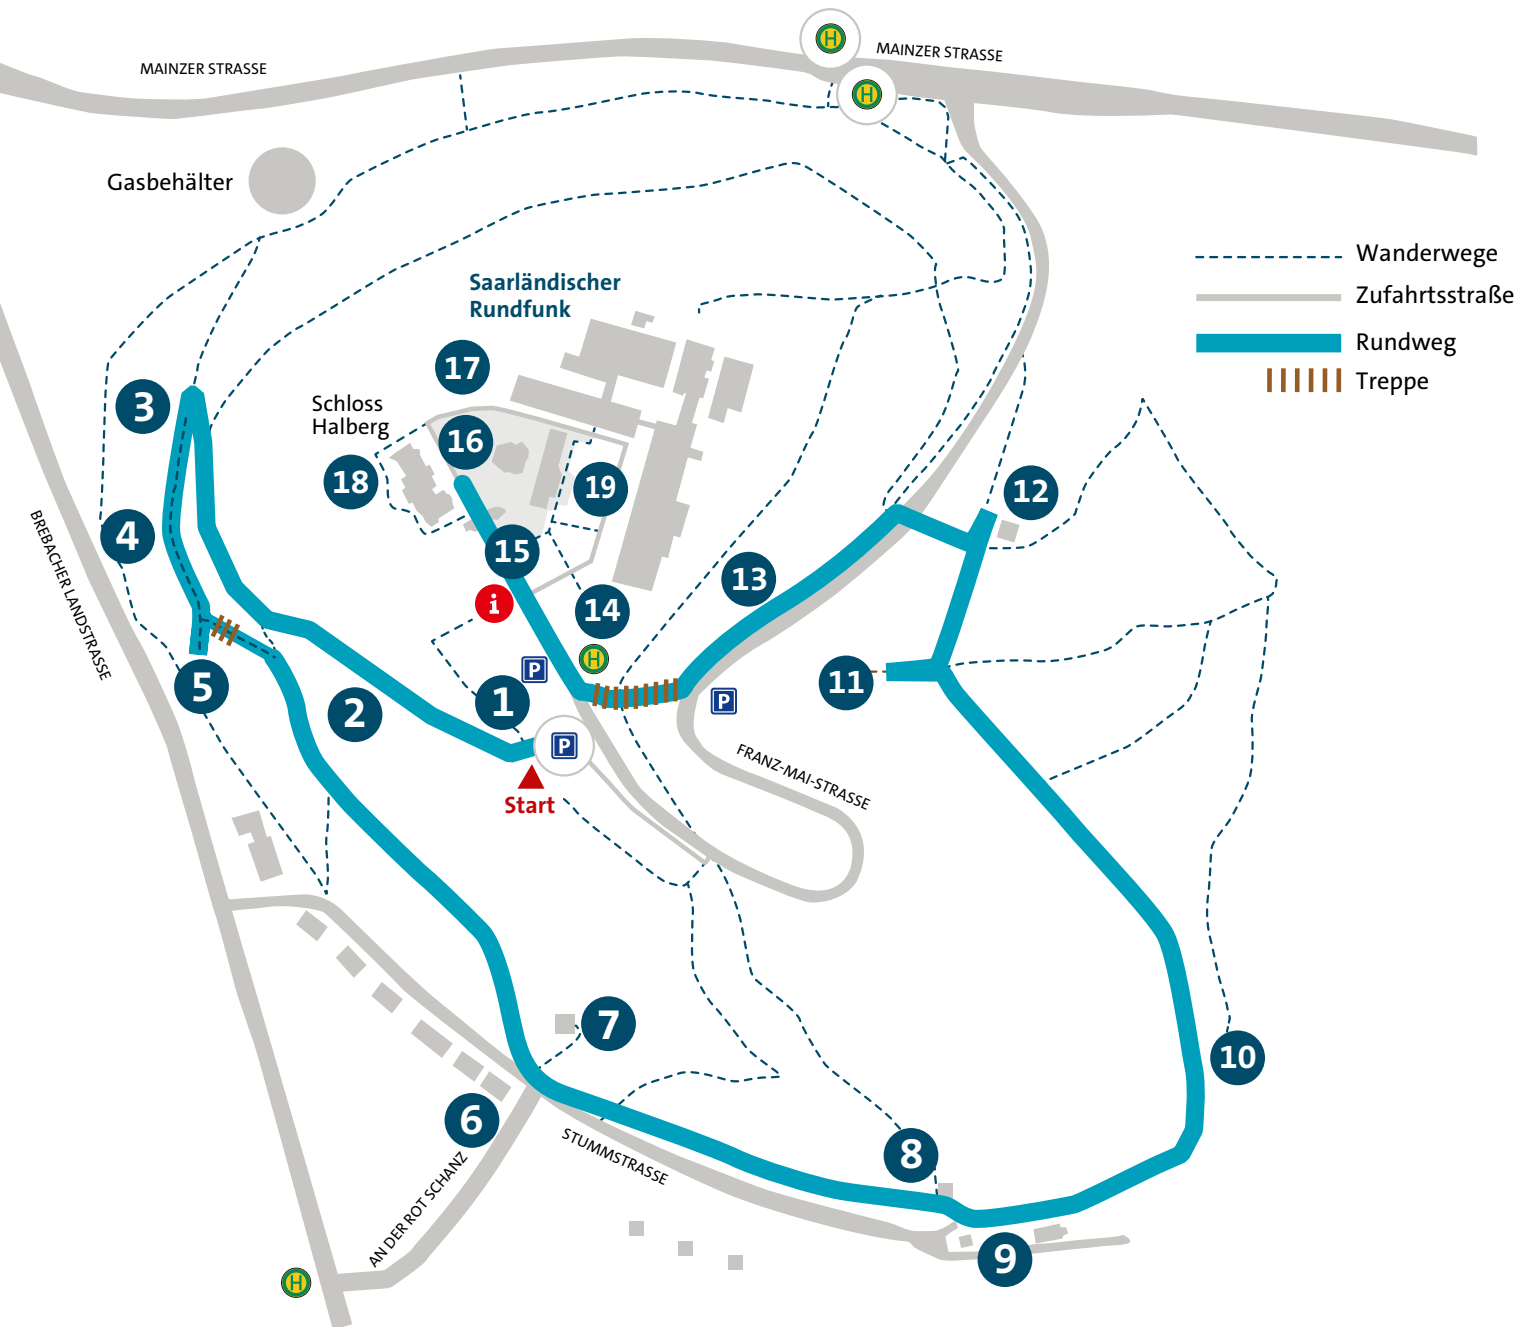 H
MAINZER STRASSE
MAINZER STRASSE
H
Gasbehälter
Wanderwege
Zufahrtsstraße
Rundweg
Treppe
Saarländischer
Rundfunk
17
3
Schloss
Halberg
16
18
19
12
4
15
BREBACHER LANDSTRASSE
13
i
14
H
P
5
11
1
P
2
P
FRANZ-MAI-STRASSE
Start
7
10
6
STUMMSTRASSE
8
AN DER ROT SCHANZ
9
H